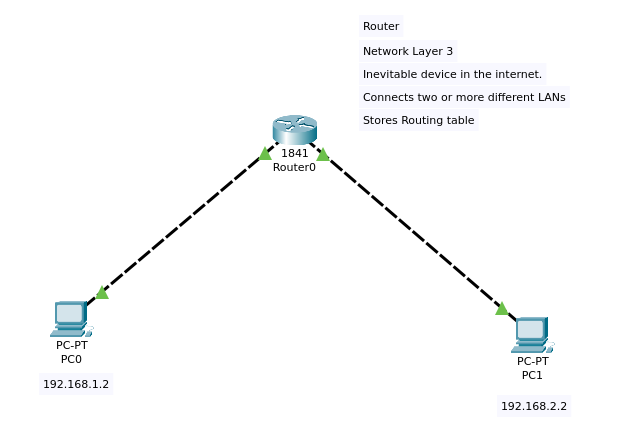 Router
Network Layer 3
Inevitable device in the internet.
Connects two or more different LANs
Stores Routing table
1841
Router0
PC-PT
PC0
192.168.1.2
PC-PT
PC1
192.168.2.2